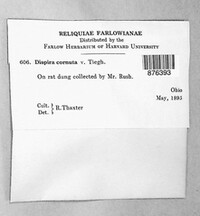 RELIQUIAE FARLOWIANAE
Distributed by the
FARLOW HERBARIUM OF HARVARD UNIVERSITY
876393
606. Dispira cornuta v. Tiegh.
On rat dung collected by Mr. Rush.
Ohio
May, 1893
Cult. }
Det. } R. Thaxter